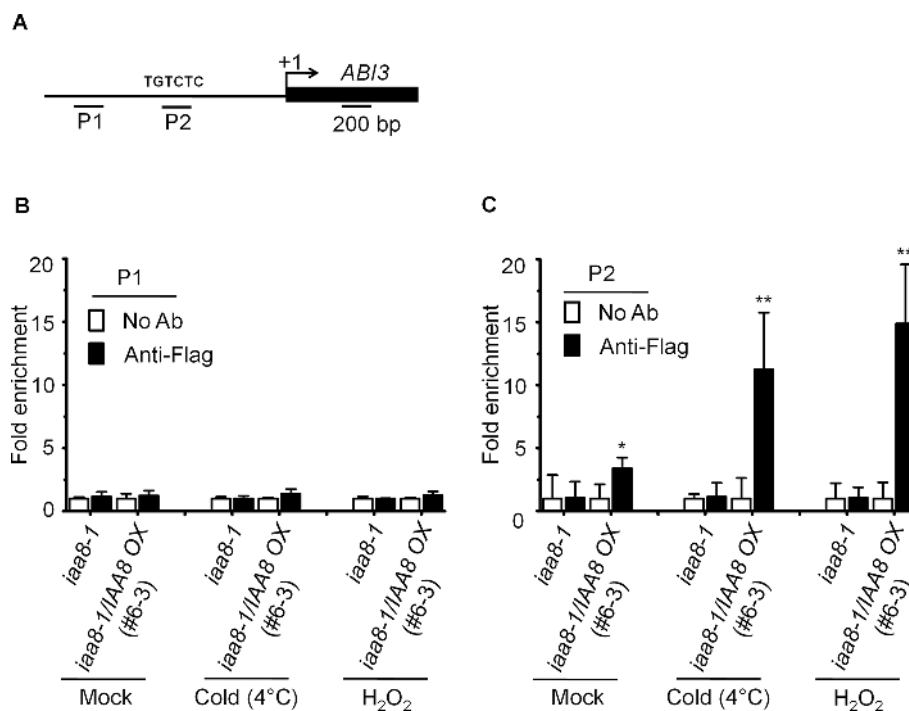 A
TGTCTC
+1
ABI3
P1
P2
200 bp
B
Fold enrichment
20
15
10
5
0
P1
No Ab
Anti-Flag
iaa8-1
iaa8-1/IAA8 OX
(#6-3)
iaa8-1
iaa8-1/IAA8 OX
(#6-3)
iaa8-1
iaa8-1/IAA8 OX
(#6-3)
Mock
Cold (4°C)
H₂O₂
C
Fold enrichment
20
15
10
5
0
P2
No Ab
Anti-Flag
*
**
**
iaa8-1
iaa8-1/IAA8 OX
(#6-3)
iaa8-1
iaa8-1/IAA8 OX
(#6-3)
iaa8-1
iaa8-1/IAA8 OX
(#6-3)
Mock
Cold (4°C)
H₂O₂